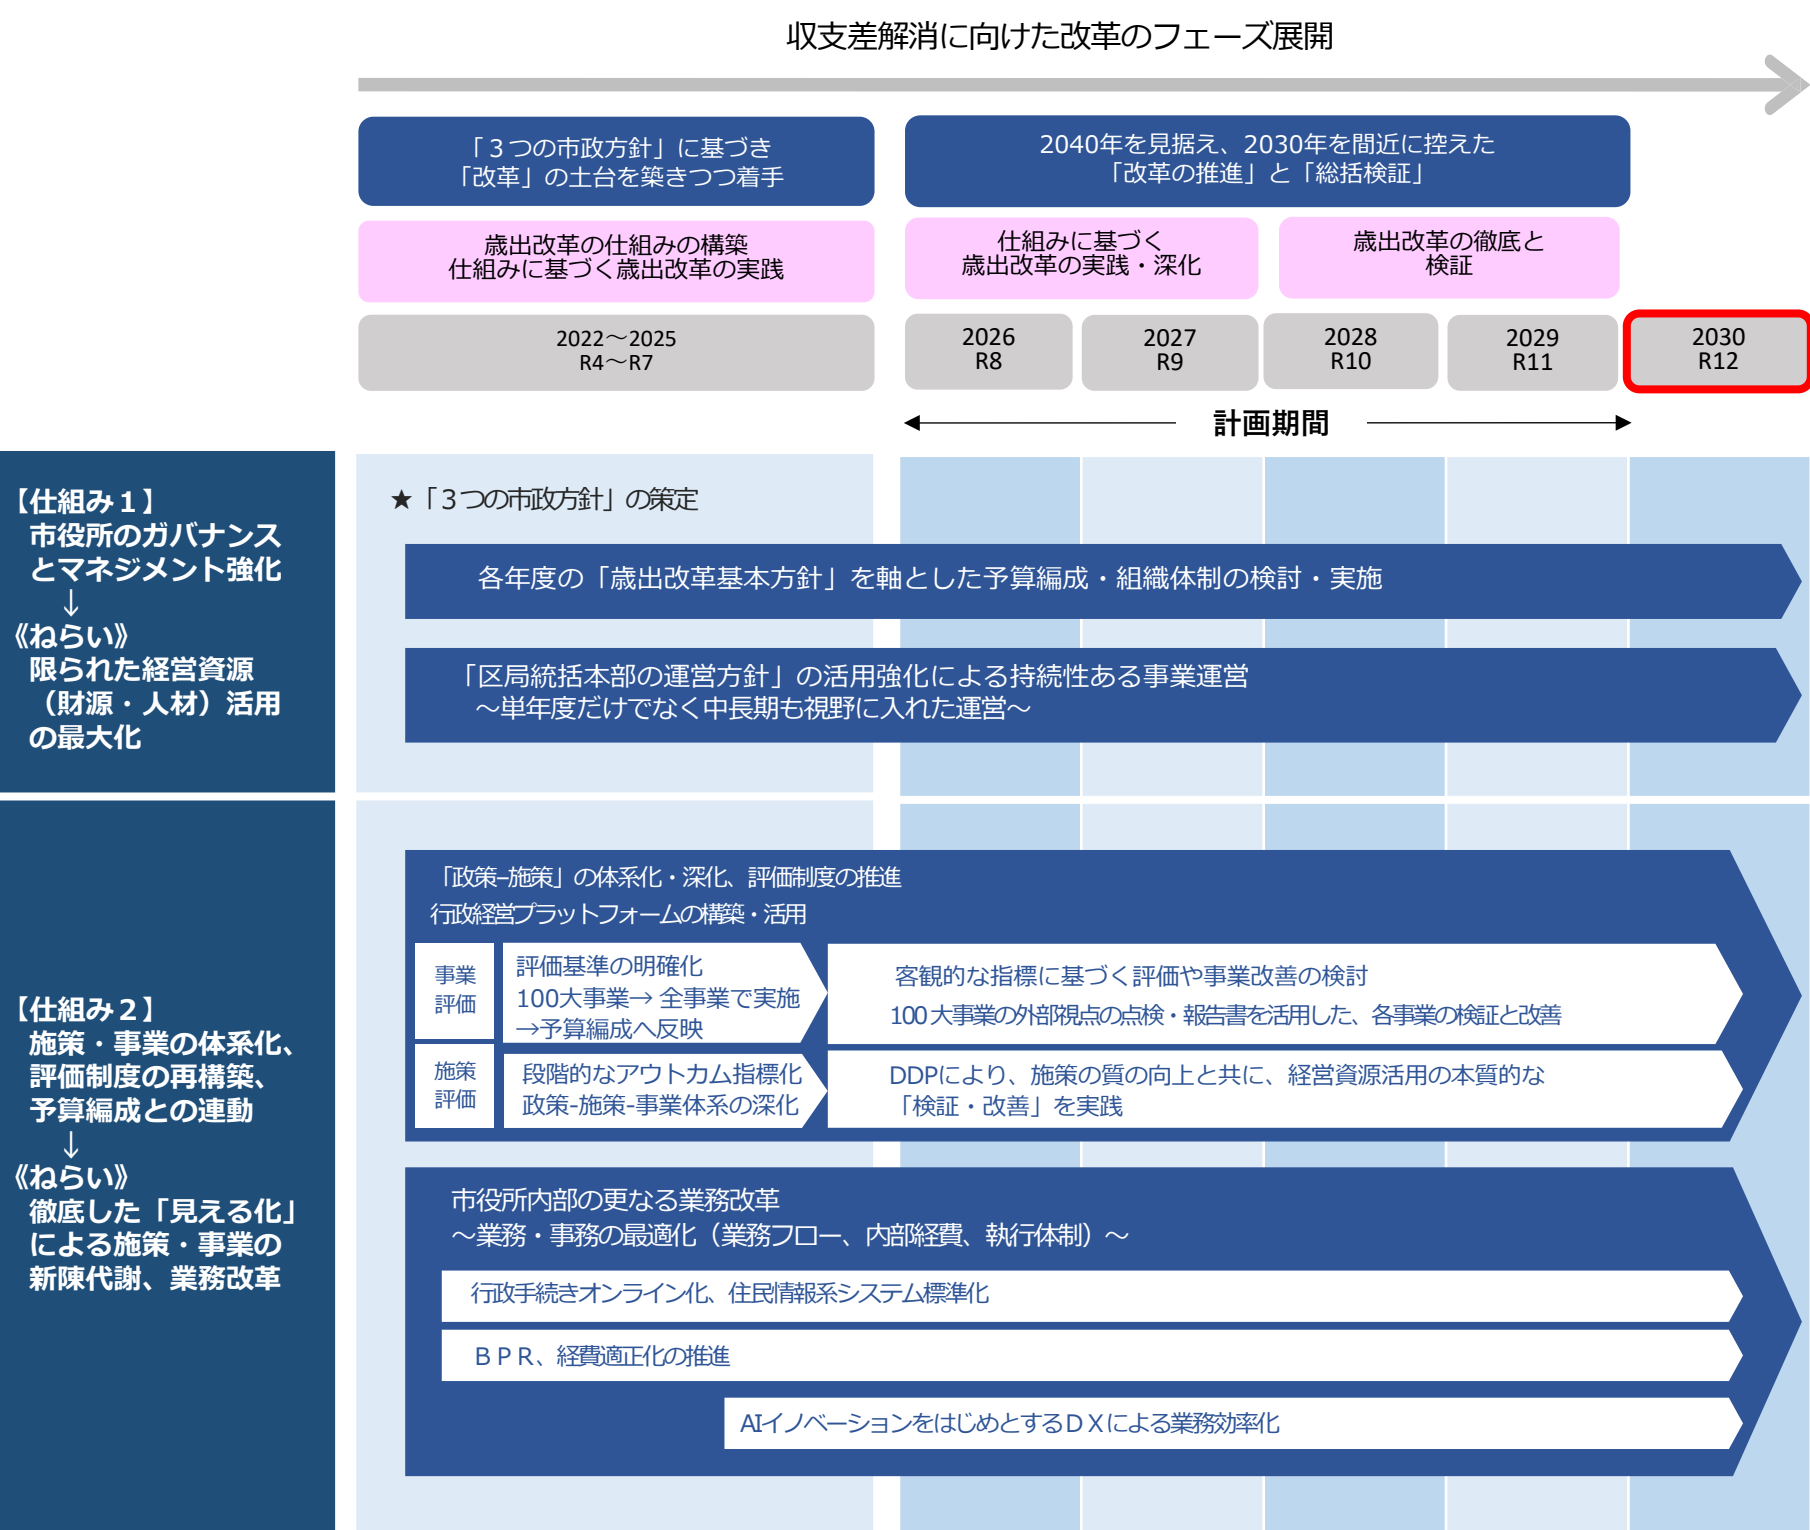 収支差解消に向けた改革のフェーズ展開
「３つの市政方針」に基づき
「改革」の土台を築きつつ着手
2040年を見据え、2030年を間近に控えた
「改革の推進」と「総括検証」
歳出改革の仕組みの構築
仕組みに基づく歳出改革の実践
仕組みに基づく
歳出改革の実践・深化
歳出改革の徹底と
検証
2022～2025
R4～R7
2026
R8
2027
R9
2028
R10
2029
R11
2030
R12
計画期間
【仕組み１】
市役所のガバナンス
とマネジメント強化
↓
《ねらい》
限られた経営資源
（財源・人材）活用
の最大化
★「３つの市政方針」の策定
各年度の「歳出改革基本方針」を軸とした予算編成・組織体制の検討・実施
「区局統括本部の運営方針」の活用強化による持続性ある事業運営
～単年度だけでなく中長期も視野に入れた運営～
【仕組み２】
施策・事業の体系化、
評価制度の再構築、
予算編成との連動
↓
《ねらい》
徹底した「見える化」
による施策・事業の
新陳代謝、業務改革
「政策−施策」の体系化・深化、評価制度の推進
行政経営プラットフォームの構築・活用
事業
評価
評価基準の明確化
100大事業→ 全事業で実施
→予算編成へ反映
客観的な指標に基づく評価や事業改善の検討
100大事業の外部視点の点検・報告書を活用した、各事業の検証と改善
施策
評価
段階的なアウトカム指標化
政策-施策-事業体系の深化
DDPにより、施策の質の向上と共に、経営資源活用の本質的な
「検証・改善」を実践
市役所内部の更なる業務改革
～業務・事務の最適化（業務フロー、内部経費、執行体制）～
行政手続きオンライン化、住民情報系システム標準化
ＢＰＲ、経費適正化の推進
AIイノベーションをはじめとするＤＸによる業務効率化